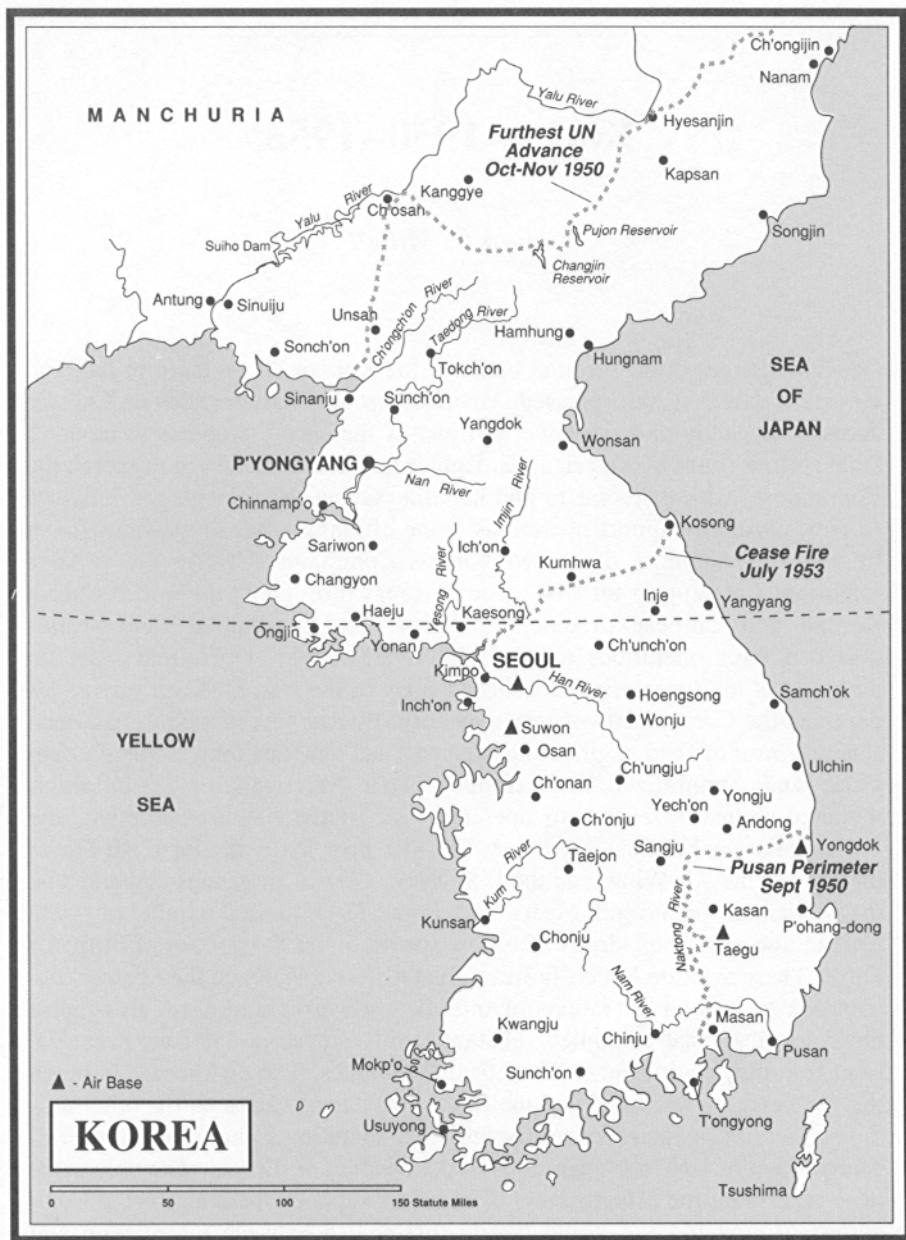 Ch'ongijin
Nanam
MANCHURIA
Yalu River
Hyesanjin
Furthest UN
Advance
Oct-Nov 1950
Kapsan
Kanggye
Yalu River
Ch'osan
Songjin
Pujon Reservoir
Suiho Dam
Changjin
Reservoir
Antung
Sinuiju
Unsan
Ch'ongch'on River
Taedong River
Hamhung
Sonch'on
Tokch'on
Hungnam
SEA
OF
JAPAN
Sinanju
Sunch'on
Yangdok
Wonsan
P'YONGYANG
Nan River
Imjin River
Chinnamp'o
Kosong
Sariwon
Ich'on
Cease Fire
July 1953
Kumhwa
Changyon
Yesong River
Inje
Yangyang
Haeju
Kaesong
Ongjin
Yonan
Ch'unch'on
SEOUL
Kimpo
Han River
Hoengsong
Samch'ok
Inch'on
Wonju
YELLOW
SEA
Suwon
Osan
Ulchin
Ch'ungju
Ch'onan
Yongju
Yech'on
Ch'onju
Andong
Yongdok
Sangju
Pusan Perimeter
Sept 1950
Kum River
Taejon
Naktong River
Kasan
P'ohang-dong
Kunsan
Taegu
Chonju
Nam River
Masan
Kwangju
Chinju
Pusan
Mokp'o
Sunch'on
- Air Base
T'ongyong
Usuyong
KOREA
Tsushima
0 50 100 150 Statute Miles